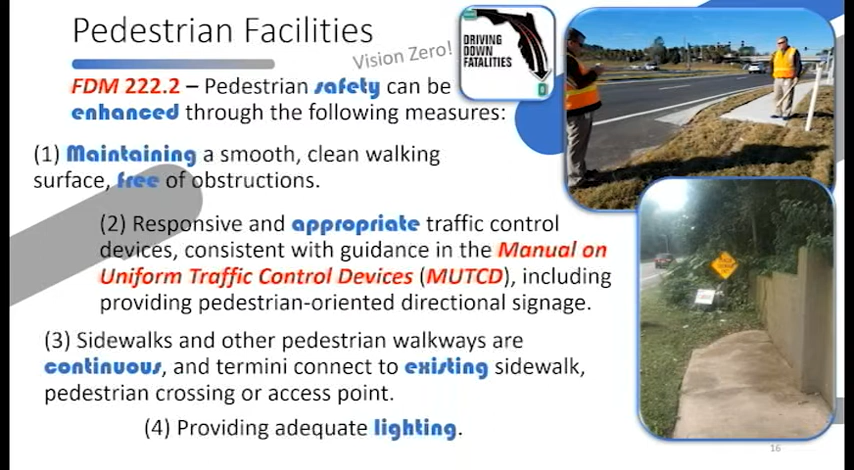 Pedestrian Facilities
Vision Zero!
DRIVING
DOWN
FATALITIES
FDM 222.2 – Pedestrian safety can be
enhanced through the following measures:
(1) Maintaining a smooth, clean walking
surface, free of obstructions.
(2) Responsive and appropriate traffic control
devices, consistent with guidance in the Manual on
Uniform Traffic Control Devices (MUTCD), including
providing pedestrian-oriented directional signage.
(3) Sidewalks and other pedestrian walkways are
continuous, and termini connect to existing sidewalk,
pedestrian crossing or access point.
(4) Providing adequate lighting.
16